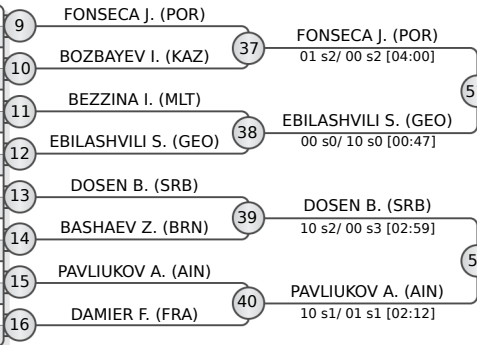 9
FONSECA J. (POR)
10
BOZBAYEV I. (KAZ)
37
FONSECA J. (POR)
01 s2/ 00 s2 [04:00]
11
BEZZINA I. (MLT)
12
EBILASHVILI S. (GEO)
38
EBILASHVILI S. (GEO)
00 s0/ 10 s0 [00:47]
5
13
DOSEN B. (SRB)
14
BASHAEV Z. (BRN)
39
DOSEN B. (SRB)
10 s2/ 00 s3 [02:59]
15
PAVLIUKOV A. (AIN)
16
DAMIER F. (FRA)
40
PAVLIUKOV A. (AIN)
10 s1/ 01 s1 [02:12]
5